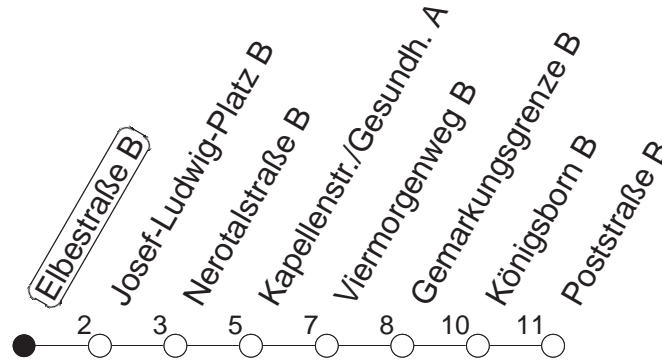 Elbestraße B
Josef-Ludwig-Platz B
Nerotalstraße B
Kapellenstr./Gesundh. A
Viermorgenweg B
Gemarkungsgrenze B
Königsborn B
Poststraße B
2 3 5 7 8 10 11